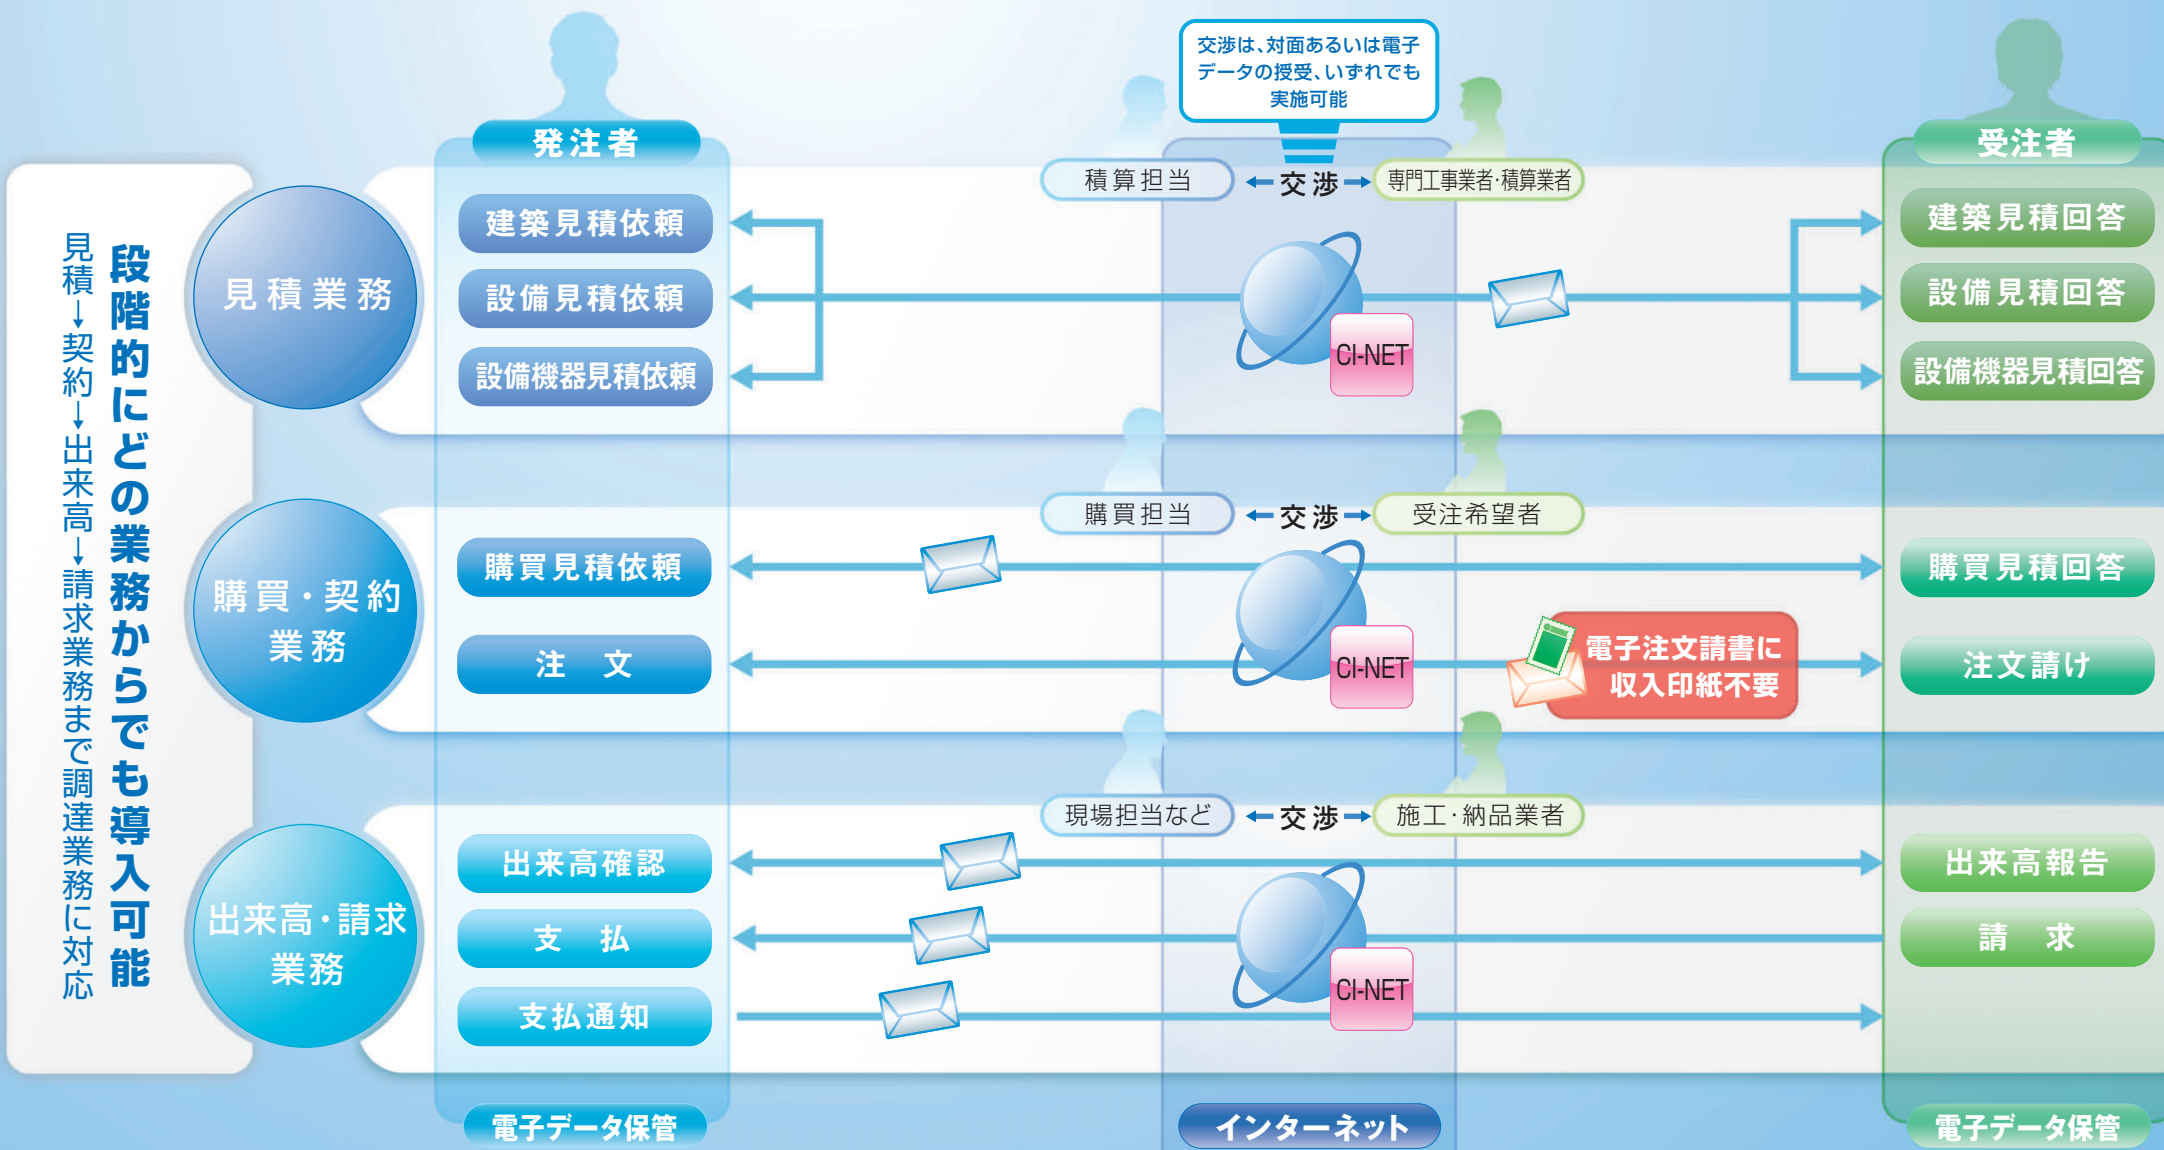 段階的にどの業務からでも導入可能
見積→契約→出来高→請求業務まで調達業務に対応
交渉は、対面あるいは電子
データの授受、いずれでも
実施可能
発注者
受注者
見積業務
積算担当
交渉
専門工事業者・積算業者
建築見積依頼
設備見積依頼
設備機器見積依頼
CI-NET
建築見積回答
設備見積回答
設備機器見積回答
購買・契約
業務
購買担当
交渉
受注希望者
購買見積依頼
注 文
CI-NET
電子注文請書に
収入印紙不要
購買見積回答
注文請け
出来高・請求
業務
現場担当など
交渉
施工・納品業者
出来高確認
支 払
支払通知
CI-NET
出来高報告
請 求
電子データ保管
インターネット
電子データ保管